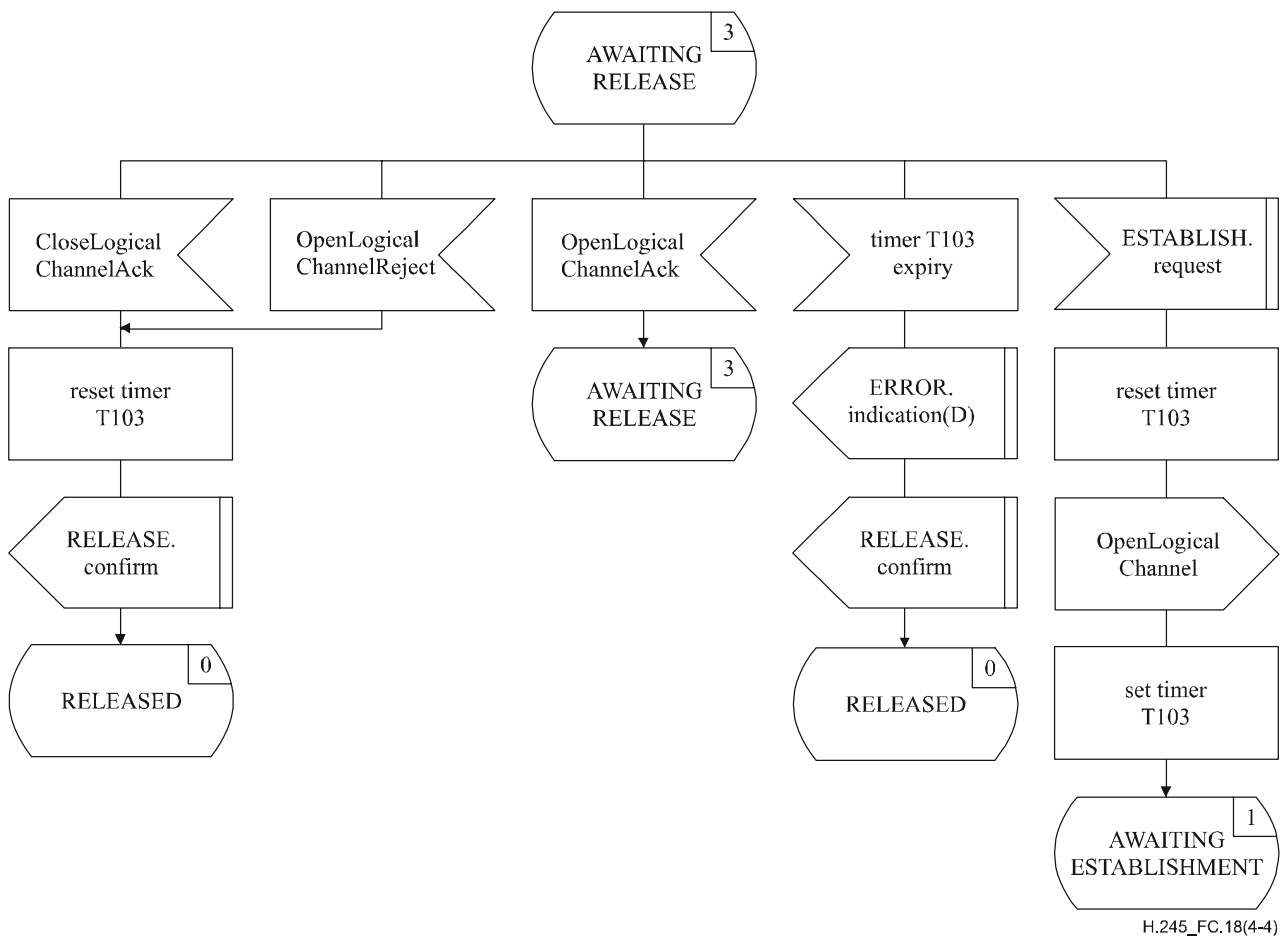 3
AWAITING
RELEASE
CloseLogical
ChannelAck
OpenLogical
ChannelReject
OpenLogical
ChannelAck
timer T103
expiry
ESTABLISH.
request
reset timer
T103
3
AWAITING
RELEASE
ERROR.
indication(D)
reset timer
T103
RELEASE.
confirm
RELEASE.
confirm
OpenLogical
Channel
0
RELEASED
0
RELEASED
set timer
T103
1
AWAITING
ESTABLISHMENT
H.245_FC.18(4-4)